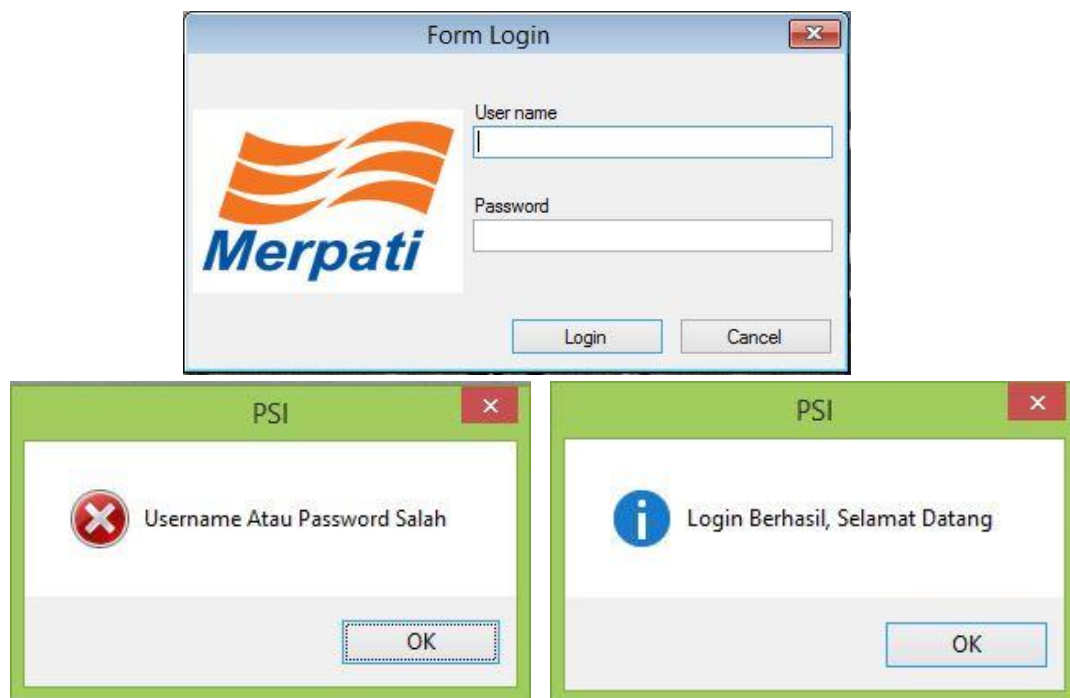 Form Login
User name
Merpati
Password
Login Cancel
PSI
Username Atau Password Salah
OK
PSI
Login Berhasil, Selamat Datang
OK